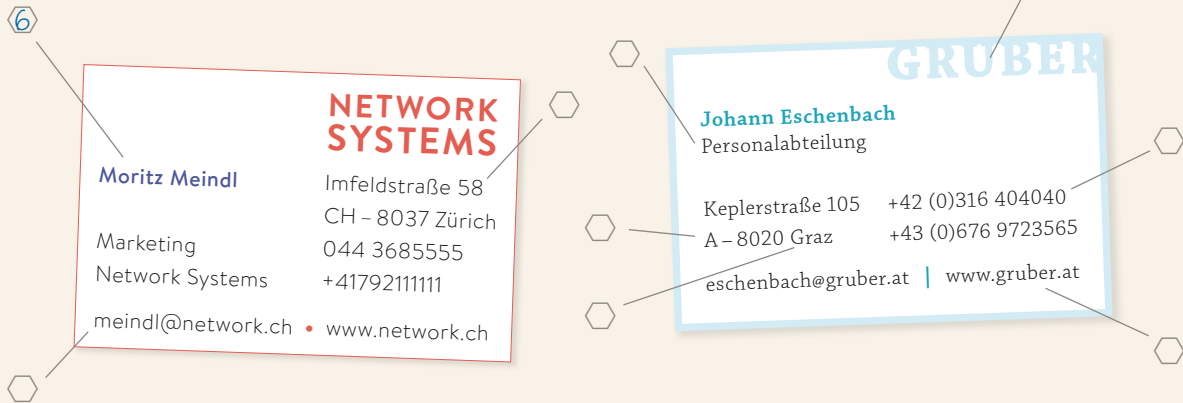 6
NETWORK
SYSTEMS
Moritz Meindl
Imfeldstraße 58
CH – 8037 Zürich
Marketing
044 3685555
Network Systems
+41792111111
meindl@network.ch • www.network.ch
GRUBER
Johann Eschenbach
Personalabteilung
Keplerstraße 105 +42 (0)316 404040
A – 8020 Graz +43 (0)676 9723565
eschenbach@gruber.at | www.gruber.at